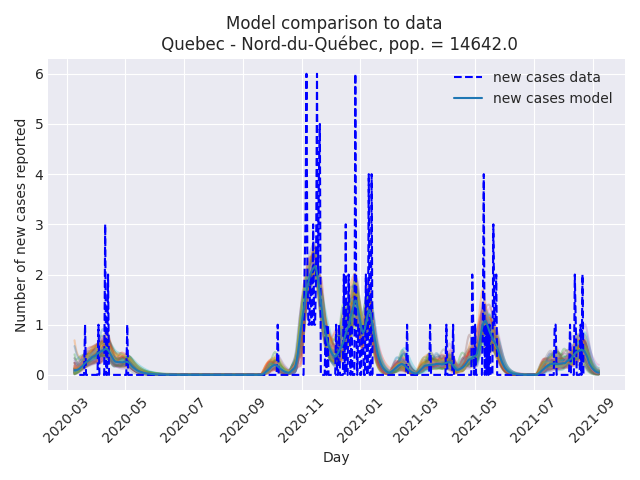 Model comparison to data
Quebec - Nord-du-Québec, pop. = 14642.0
new cases data
new cases model
Number of new cases reported
6
5
4
3
2
1
0
2020-03
2020-05
2020-07
2020-09
2020-11
2021-01
2021-03
2021-05
2021-07
2021-09
Day